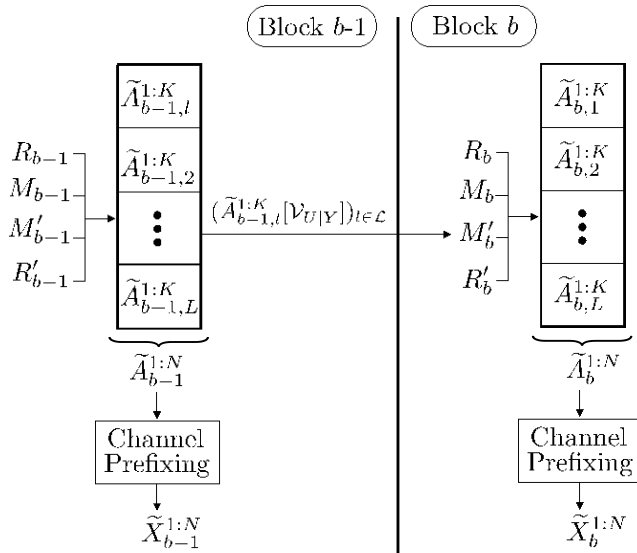 Block b-1
Block b
\widetilde{A}_{b-1,l}^{1:K}
\widetilde{A}_{b-1,2}^{1:K}
\widetilde{A}_{b-1,L}^{1:K}
R_{b-1}
M_{b-1}
M'_{b-1}
R'_{b-1}
(\widetilde{A}_{b-1,l}^{1:K}[\mathcal{V}_{U|Y}])_{l \in \mathcal{L}}
R_b
M_b
M'_b
R'_b
\widetilde{A}_{b,1}^{1:K}
\widetilde{A}_{b,2}^{1:K}
\widetilde{A}_{b,L}^{1:K}
\widetilde{A}_{b-1}^{1:N}
Channel
Prefixing
\widetilde{X}_{b-1}^{1:N}
\widetilde{A}_b^{1:N}
Channel
Prefixing
\widetilde{X}_b^{1:N}